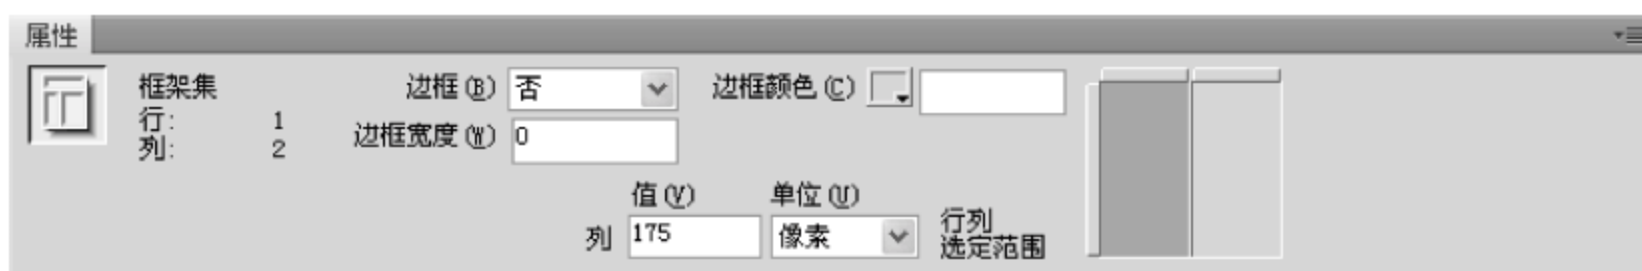 属性
框架集 边框(B) 否 边框颜色(C)
行: 1
列: 2 边框宽度(W) 0
值(V) 单位(U)
列 175 像素 行列
选定范围